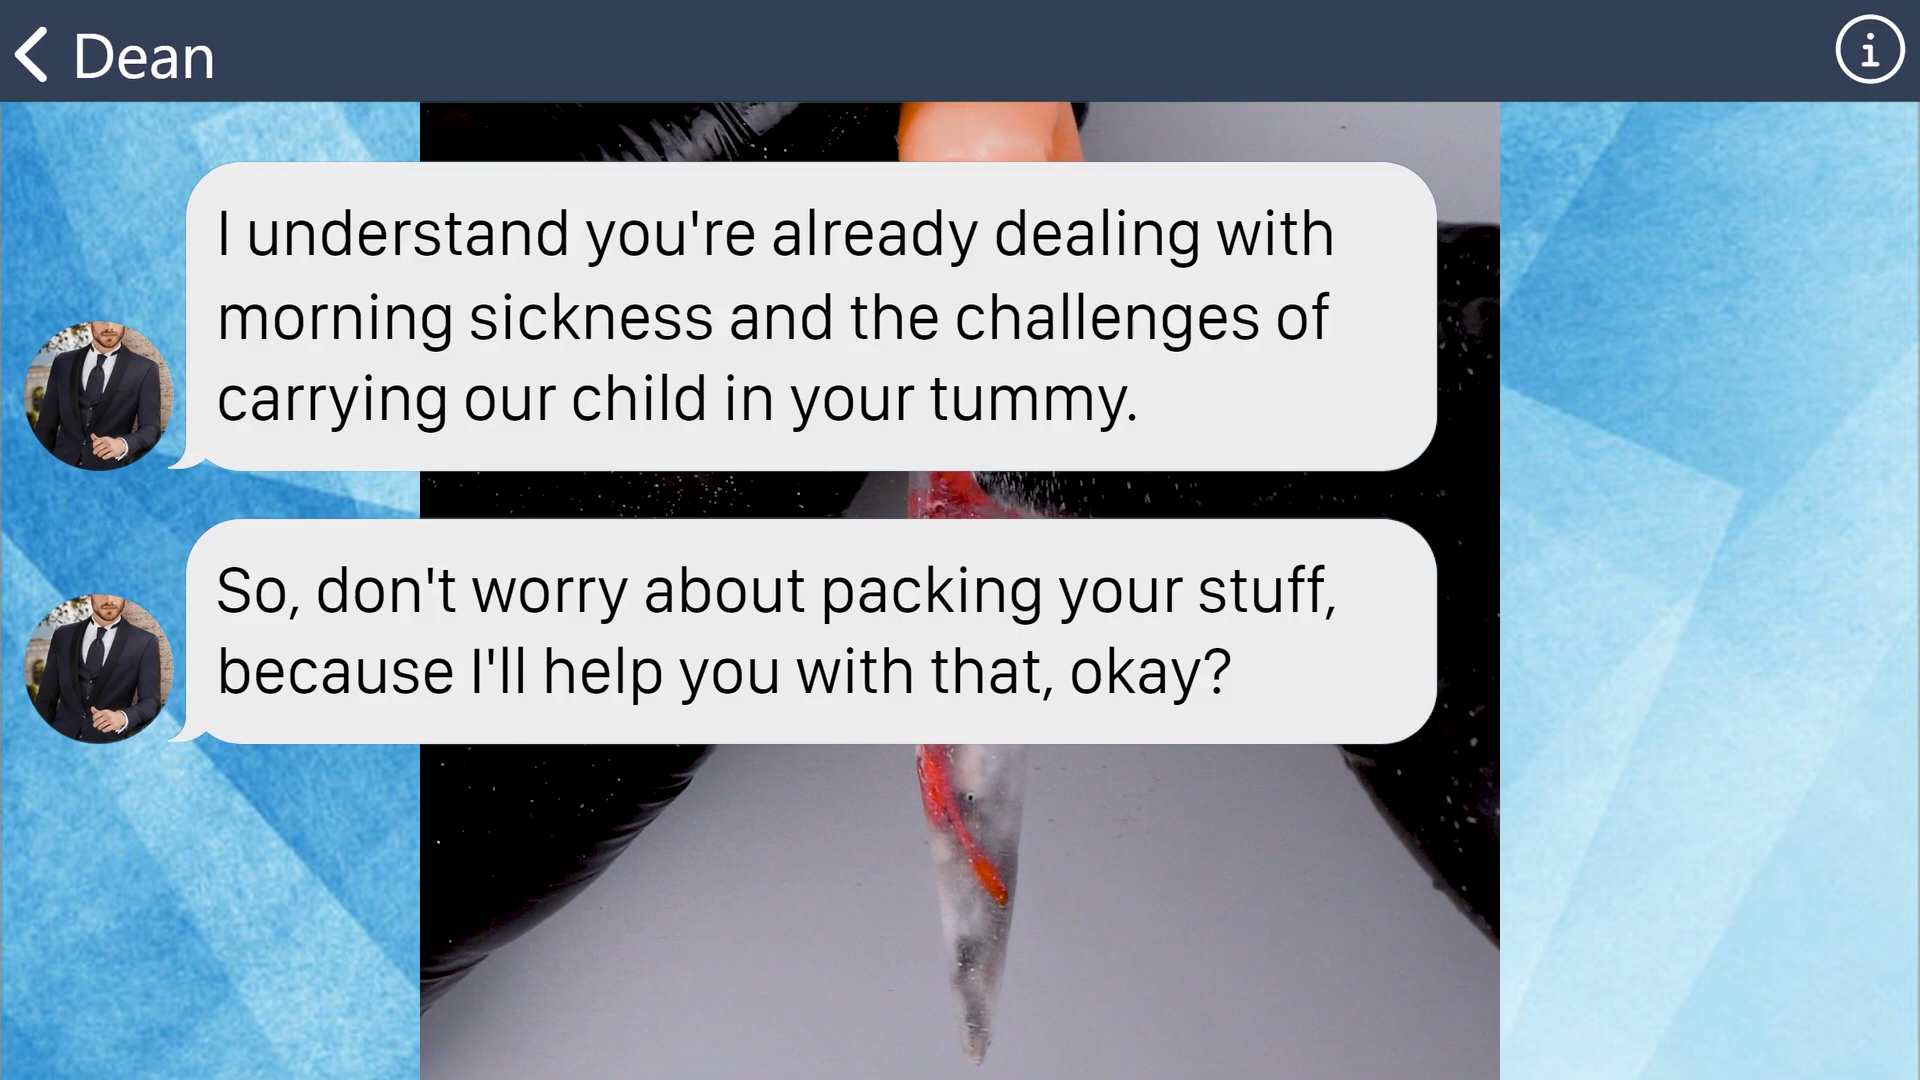 Dean
I understand you're already dealing with
morning sickness and the challenges of
carrying our child in your tummy.
So, don't worry about packing your stuff,
because I'll help you with that, okay?